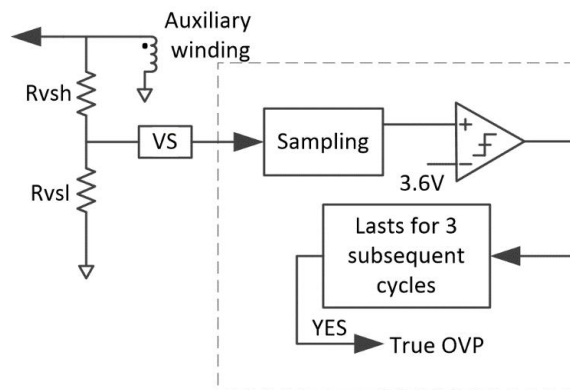 Auxiliary
winding
Rvsh
VS
Sampling
+
−
3.6V
Rvsl
Lasts for 3
subsequent
cycles
YES
True OVP